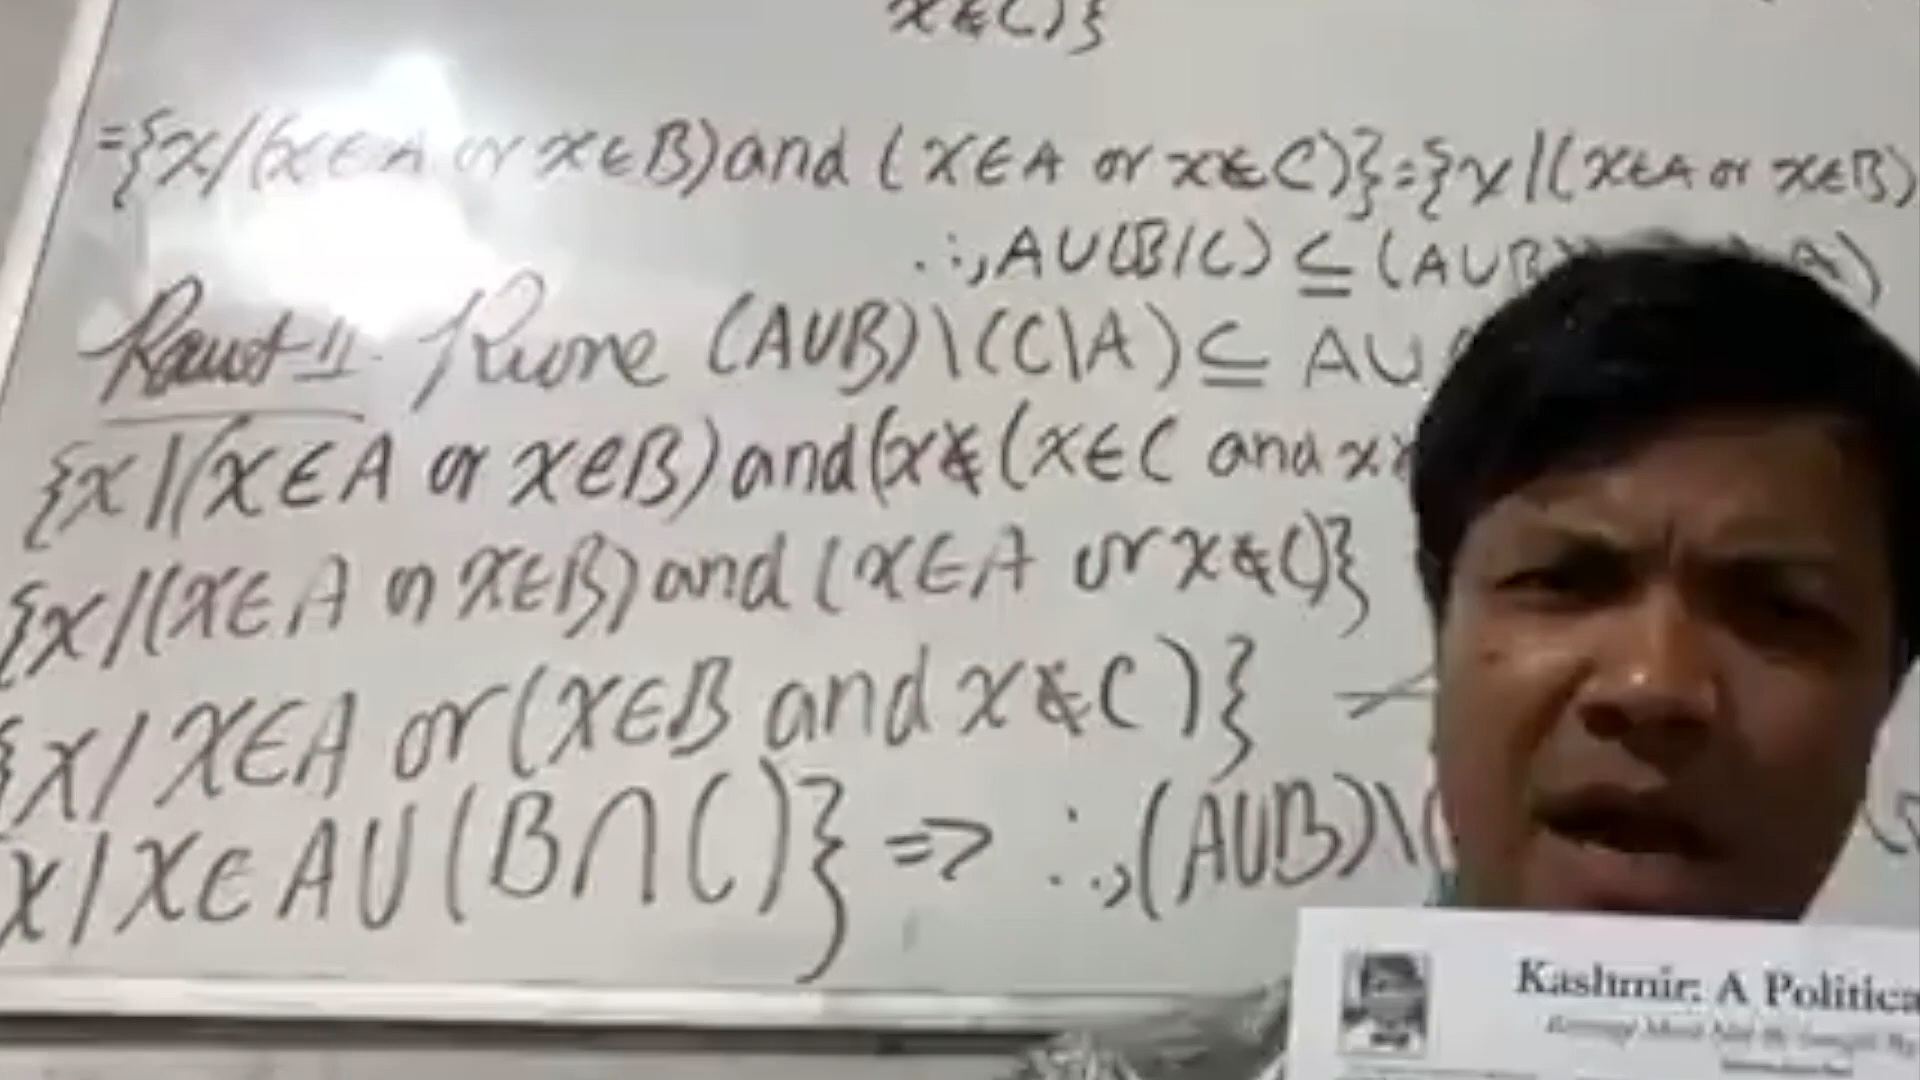 x∉C)}
={x/(x∈A or x∈B)and (x∈A or x∉C)}={x/(x∈A or x∈B)
∴, A∪(B/C) ⊆ (A∪B) A)
Part-II. Prove (A∪B)\(C\A) ⊆ A∪
{x/(x∈A or x∈B)and(x∉(x∈C and x
{x/(x∈A or x∈B)and (x∈A or x∉C)}
{x/ x∈A or (x∈B and x∉C)}
x/x∈A∪(B∩C)} => ∴,(A∪B)\(
Kashmir: A Politica